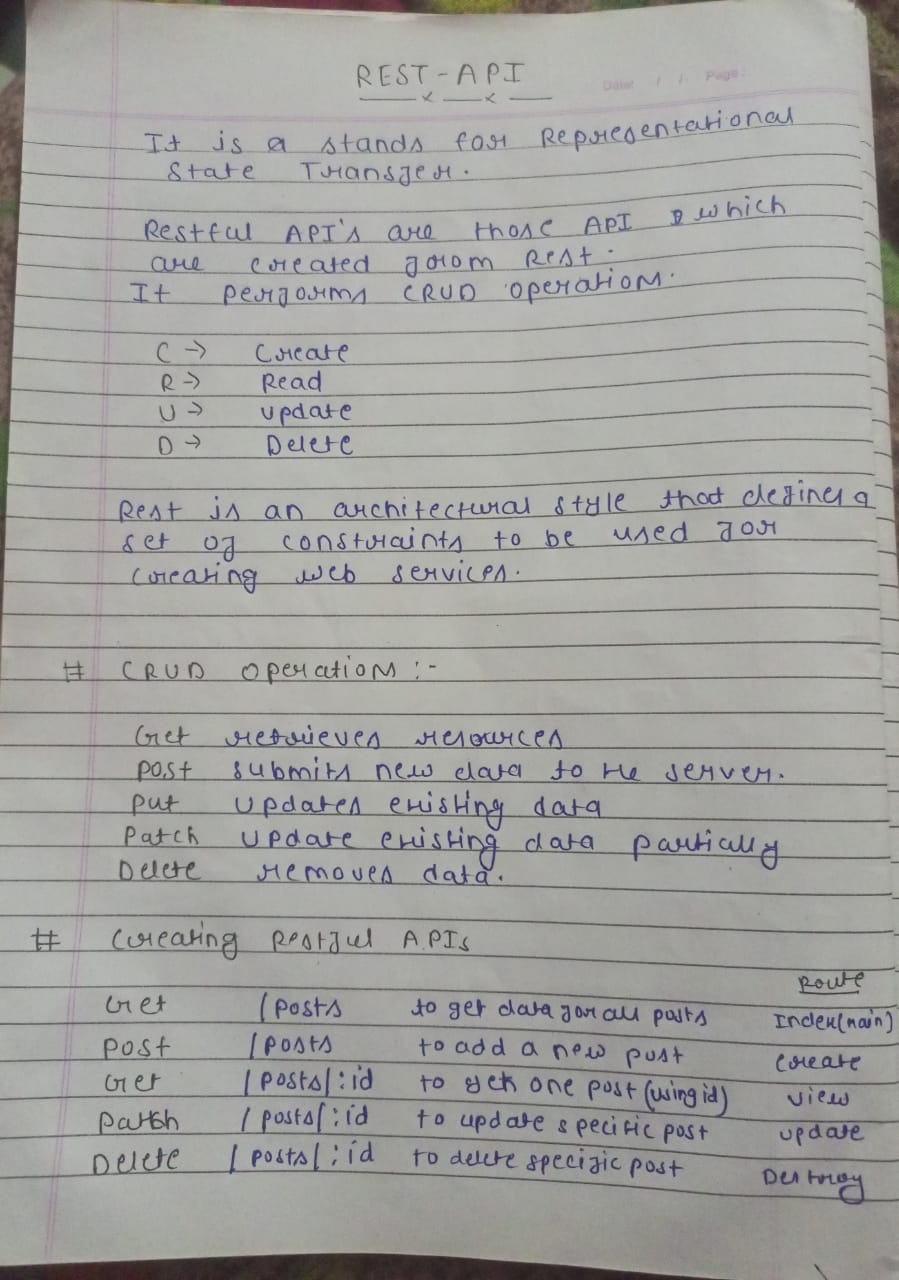 REST-API
Date: / / Page:
It is a stands for Representational
State Transfer.
Restful API's are those API which
are created from Rest.
It performs CRUD operations.
C → Create
R → Read
U → update
D → Delete
Rest is an architectural style that defines a
set of constraints to be used for
creating web services.
# CRUD operations :-
Get retrieves resources
post submits new data to the server.
put updates existing data
Patch update existing data partially
Delete removes data.
# Creating Restful APIs
Route
Get /posts to get data for all posts Index(main)
post /posts to add a new post create
Get /posts/:id to get one post (using id) view
patch /posts/:id to update specific post update
Delete /posts/:id to delete specific post Destroy